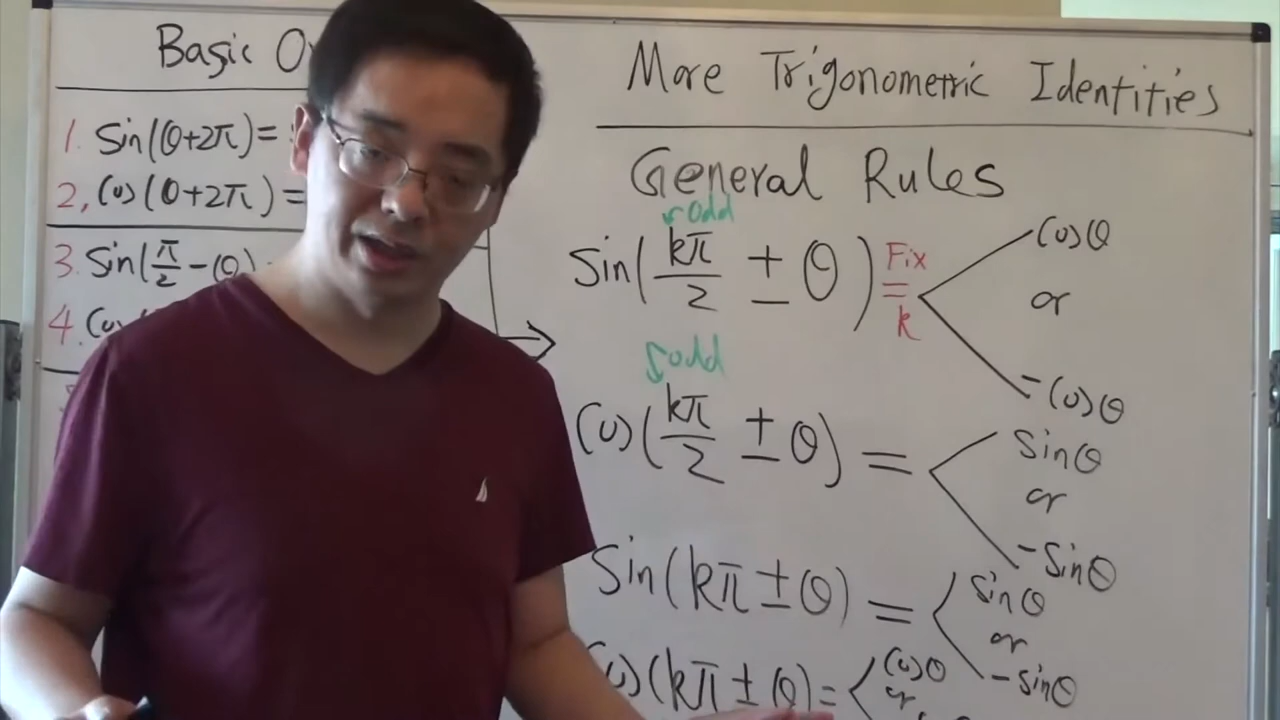 Basic
1. Sin(θ+2π)=
2, Cos(θ+2π)=
3. Sin(π/2-θ)
4. Cos
More Trigonometric Identities
General Rules
odd
Sin(kπ/2 ± θ) = Fix k
Cosθ
or
-Cosθ
odd
Cos(kπ/2 ± θ) =
Sinθ
or
-Sinθ
Sin(kπ±θ) =
Sinθ
or
-Sinθ
Cos(kπ±θ)=
Cosθ
or